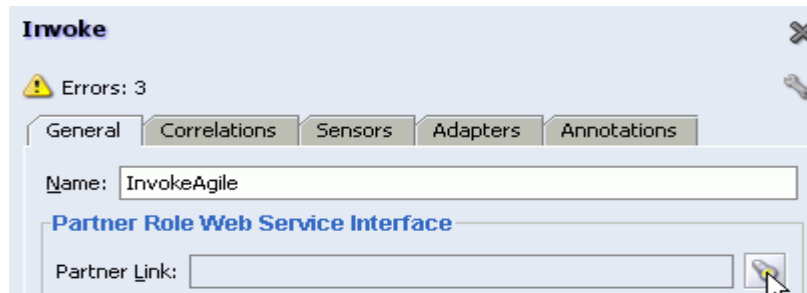 Invoke
Errors: 3
General Correlations Sensors Adapters Annotations
Name: InvokeAgile
Partner Role Web Service Interface
Partner Link: